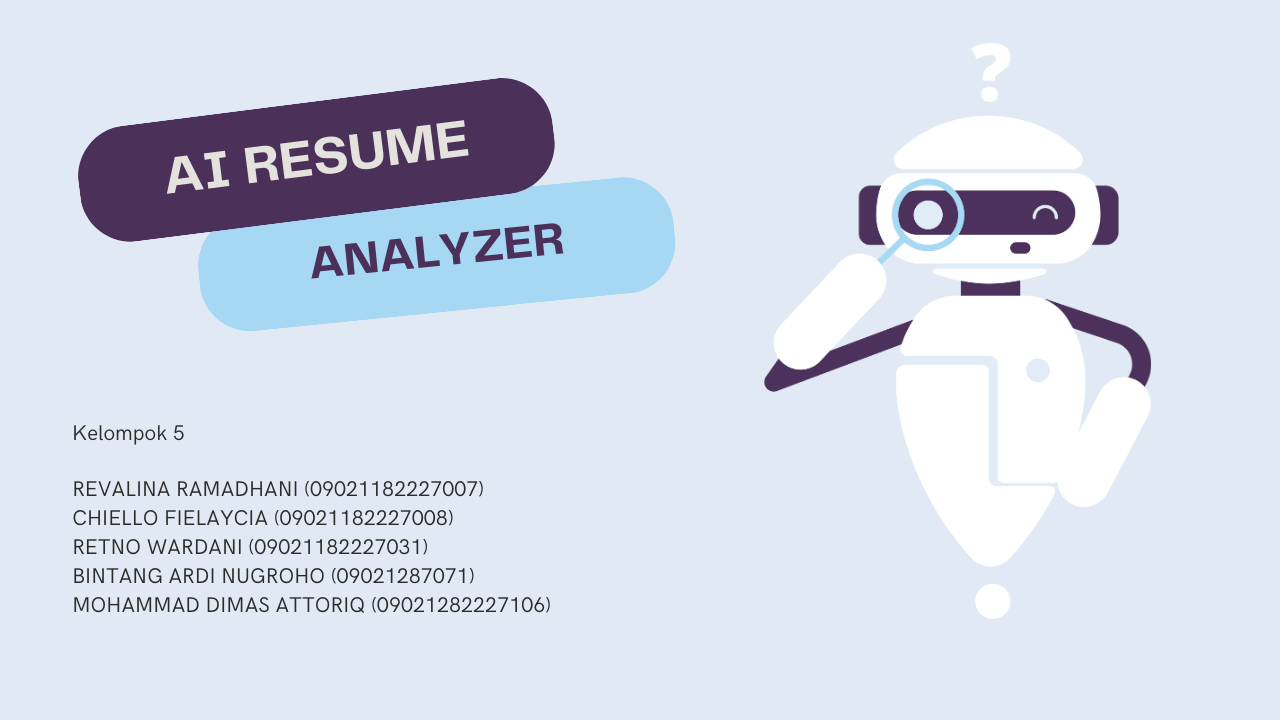 ?
AI RESUME
ANALYZER
Kelompok 5
REVALINA RAMADHANI (09021182227007)
CHIELLO FIELAYCIA (09021182227008)
RETNO WARDANI (09021182227031)
BINTANG ARDI NUGROHO (09021287071)
MOHAMMAD DIMAS ATTORIQ (09021282227106)